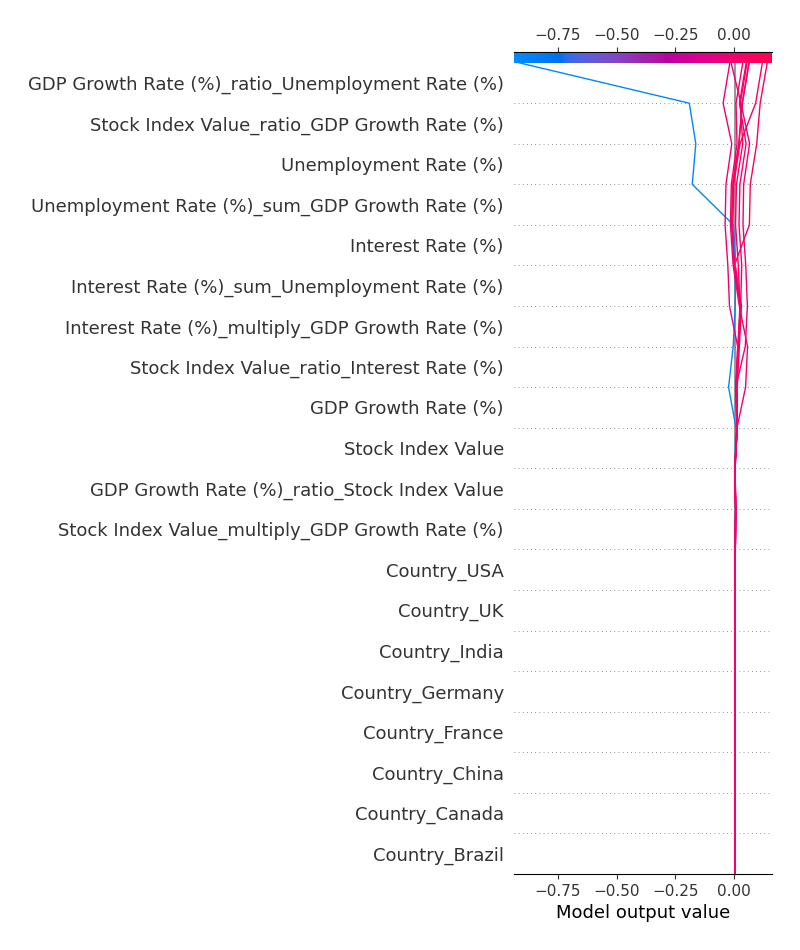 −0.75 −0.50 −0.25 0.00
GDP Growth Rate (%)_ratio_Unemployment Rate (%)
Stock Index Value_ratio_GDP Growth Rate (%)
Unemployment Rate (%)
Unemployment Rate (%)_sum_GDP Growth Rate (%)
Interest Rate (%)
Interest Rate (%)_sum_Unemployment Rate (%)
Interest Rate (%)_multiply_GDP Growth Rate (%)
Stock Index Value_ratio_Interest Rate (%)
GDP Growth Rate (%)
Stock Index Value
GDP Growth Rate (%)_ratio_Stock Index Value
Stock Index Value_multiply_GDP Growth Rate (%)
Country_USA
Country_UK
Country_India
Country_Germany
Country_France
Country_China
Country_Canada
Country_Brazil
−0.75 −0.50 −0.25 0.00
Model output value